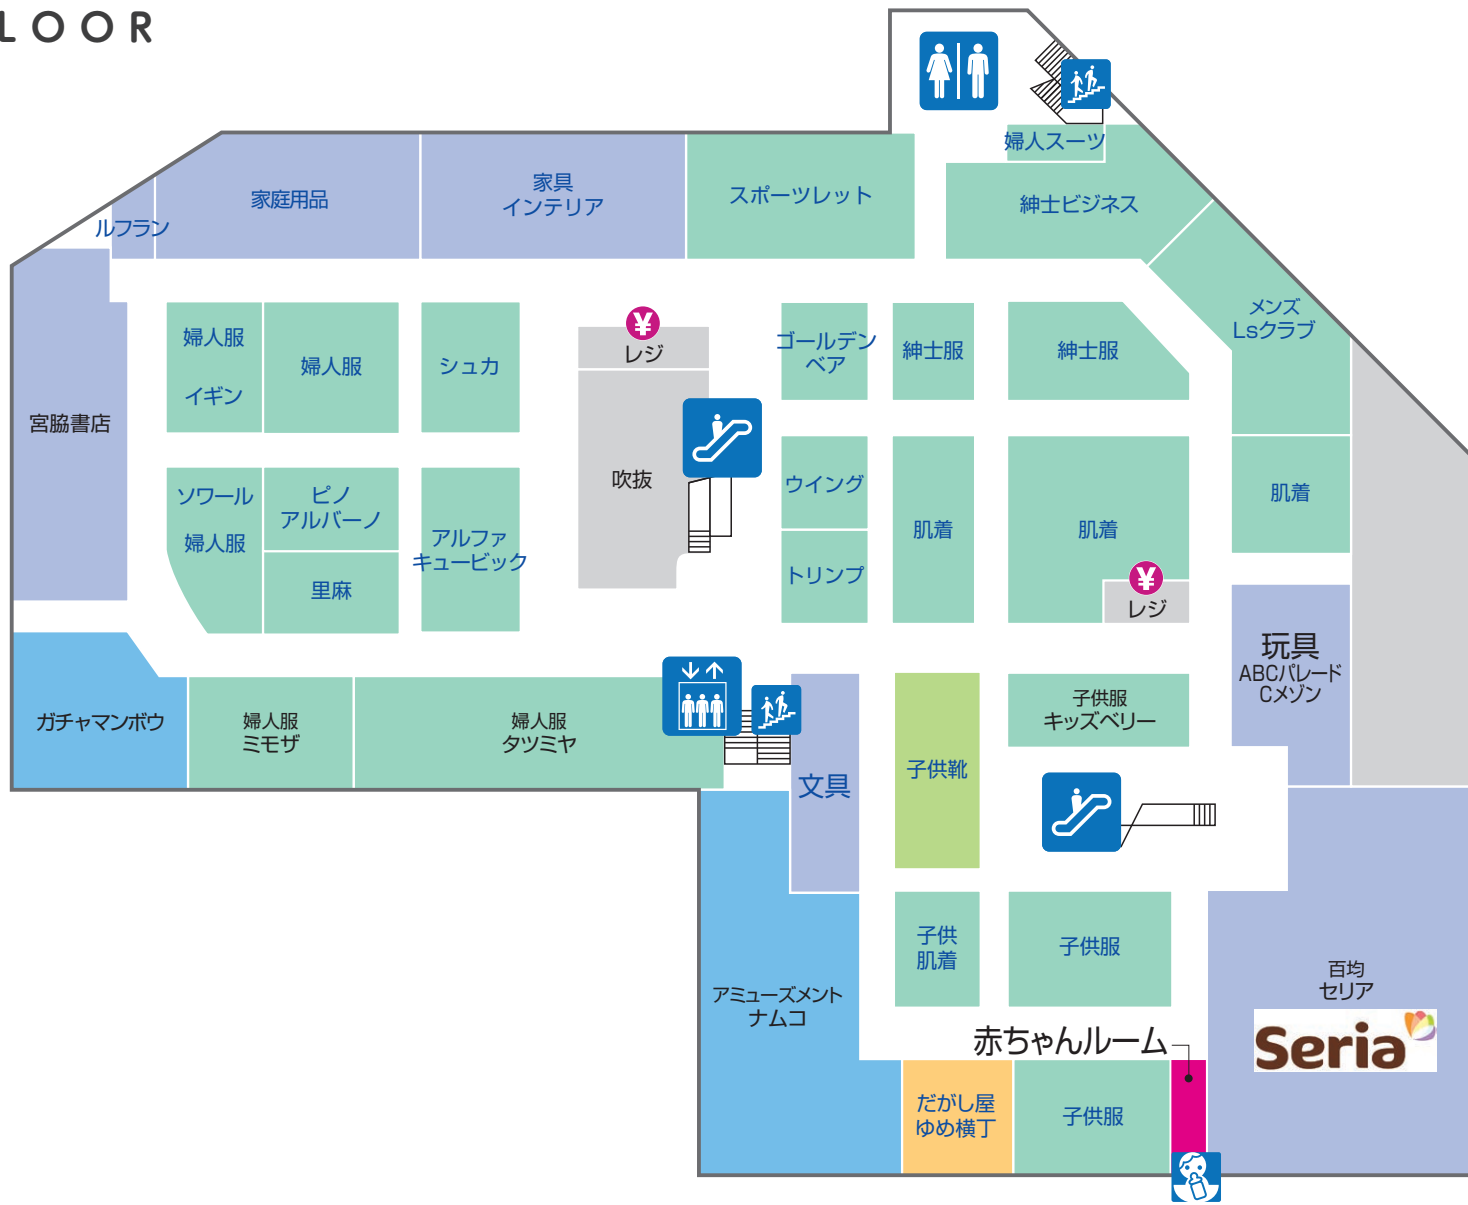 LOOR
婦人スーツ
家庭用品
家具
インテリア
スポーツレット
紳士ビジネス
ルフラン
メンズ
Lsクラブ
婦人服
イギン
婦人服
シュカ
¥
レジ
ゴールデン
ベア
紳士服
紳士服
宮脇書店
吹抜
ソワール
婦人服
ピノ
アルバーノ
里麻
アルファ
キュービック
ウイング
トリンプ
肌着
肌着
¥
レジ
肌着
玩具
ABCパレード
Cメゾン
ガチャマンボウ
婦人服
ミモザ
婦人服
タツミヤ
文具
子供靴
子供服
キッズベリー
子供
肌着
子供服
アミューズメント
ナムコ
百均
セリア
Seria
赤ちゃんルーム
だがし屋
ゆめ横丁
子供服